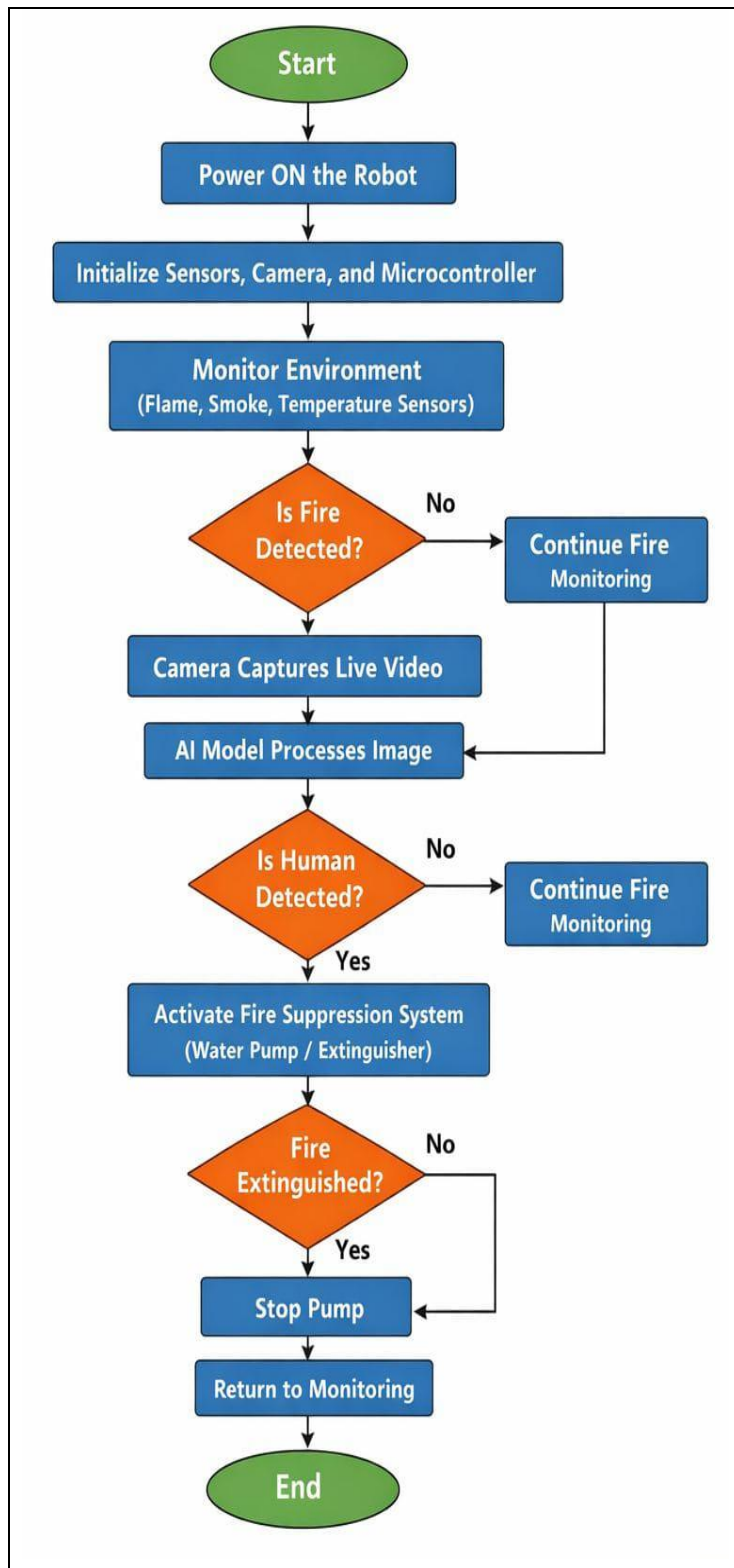 Start
Power ON the Robot
Initialize Sensors, Camera, and Microcontroller
Monitor Environment
(Flame, Smoke, Temperature Sensors)
Is Fire
Detected?
No
Continue Fire
Monitoring
Camera Captures Live Video
AI Model Processes Image
Is Human
Detected?
No
Continue Fire
Monitoring
Yes
Activate Fire Suppression System
(Water Pump / Extinguisher)
Fire
Extinguished?
No
Yes
Stop Pump
Return to Monitoring
End